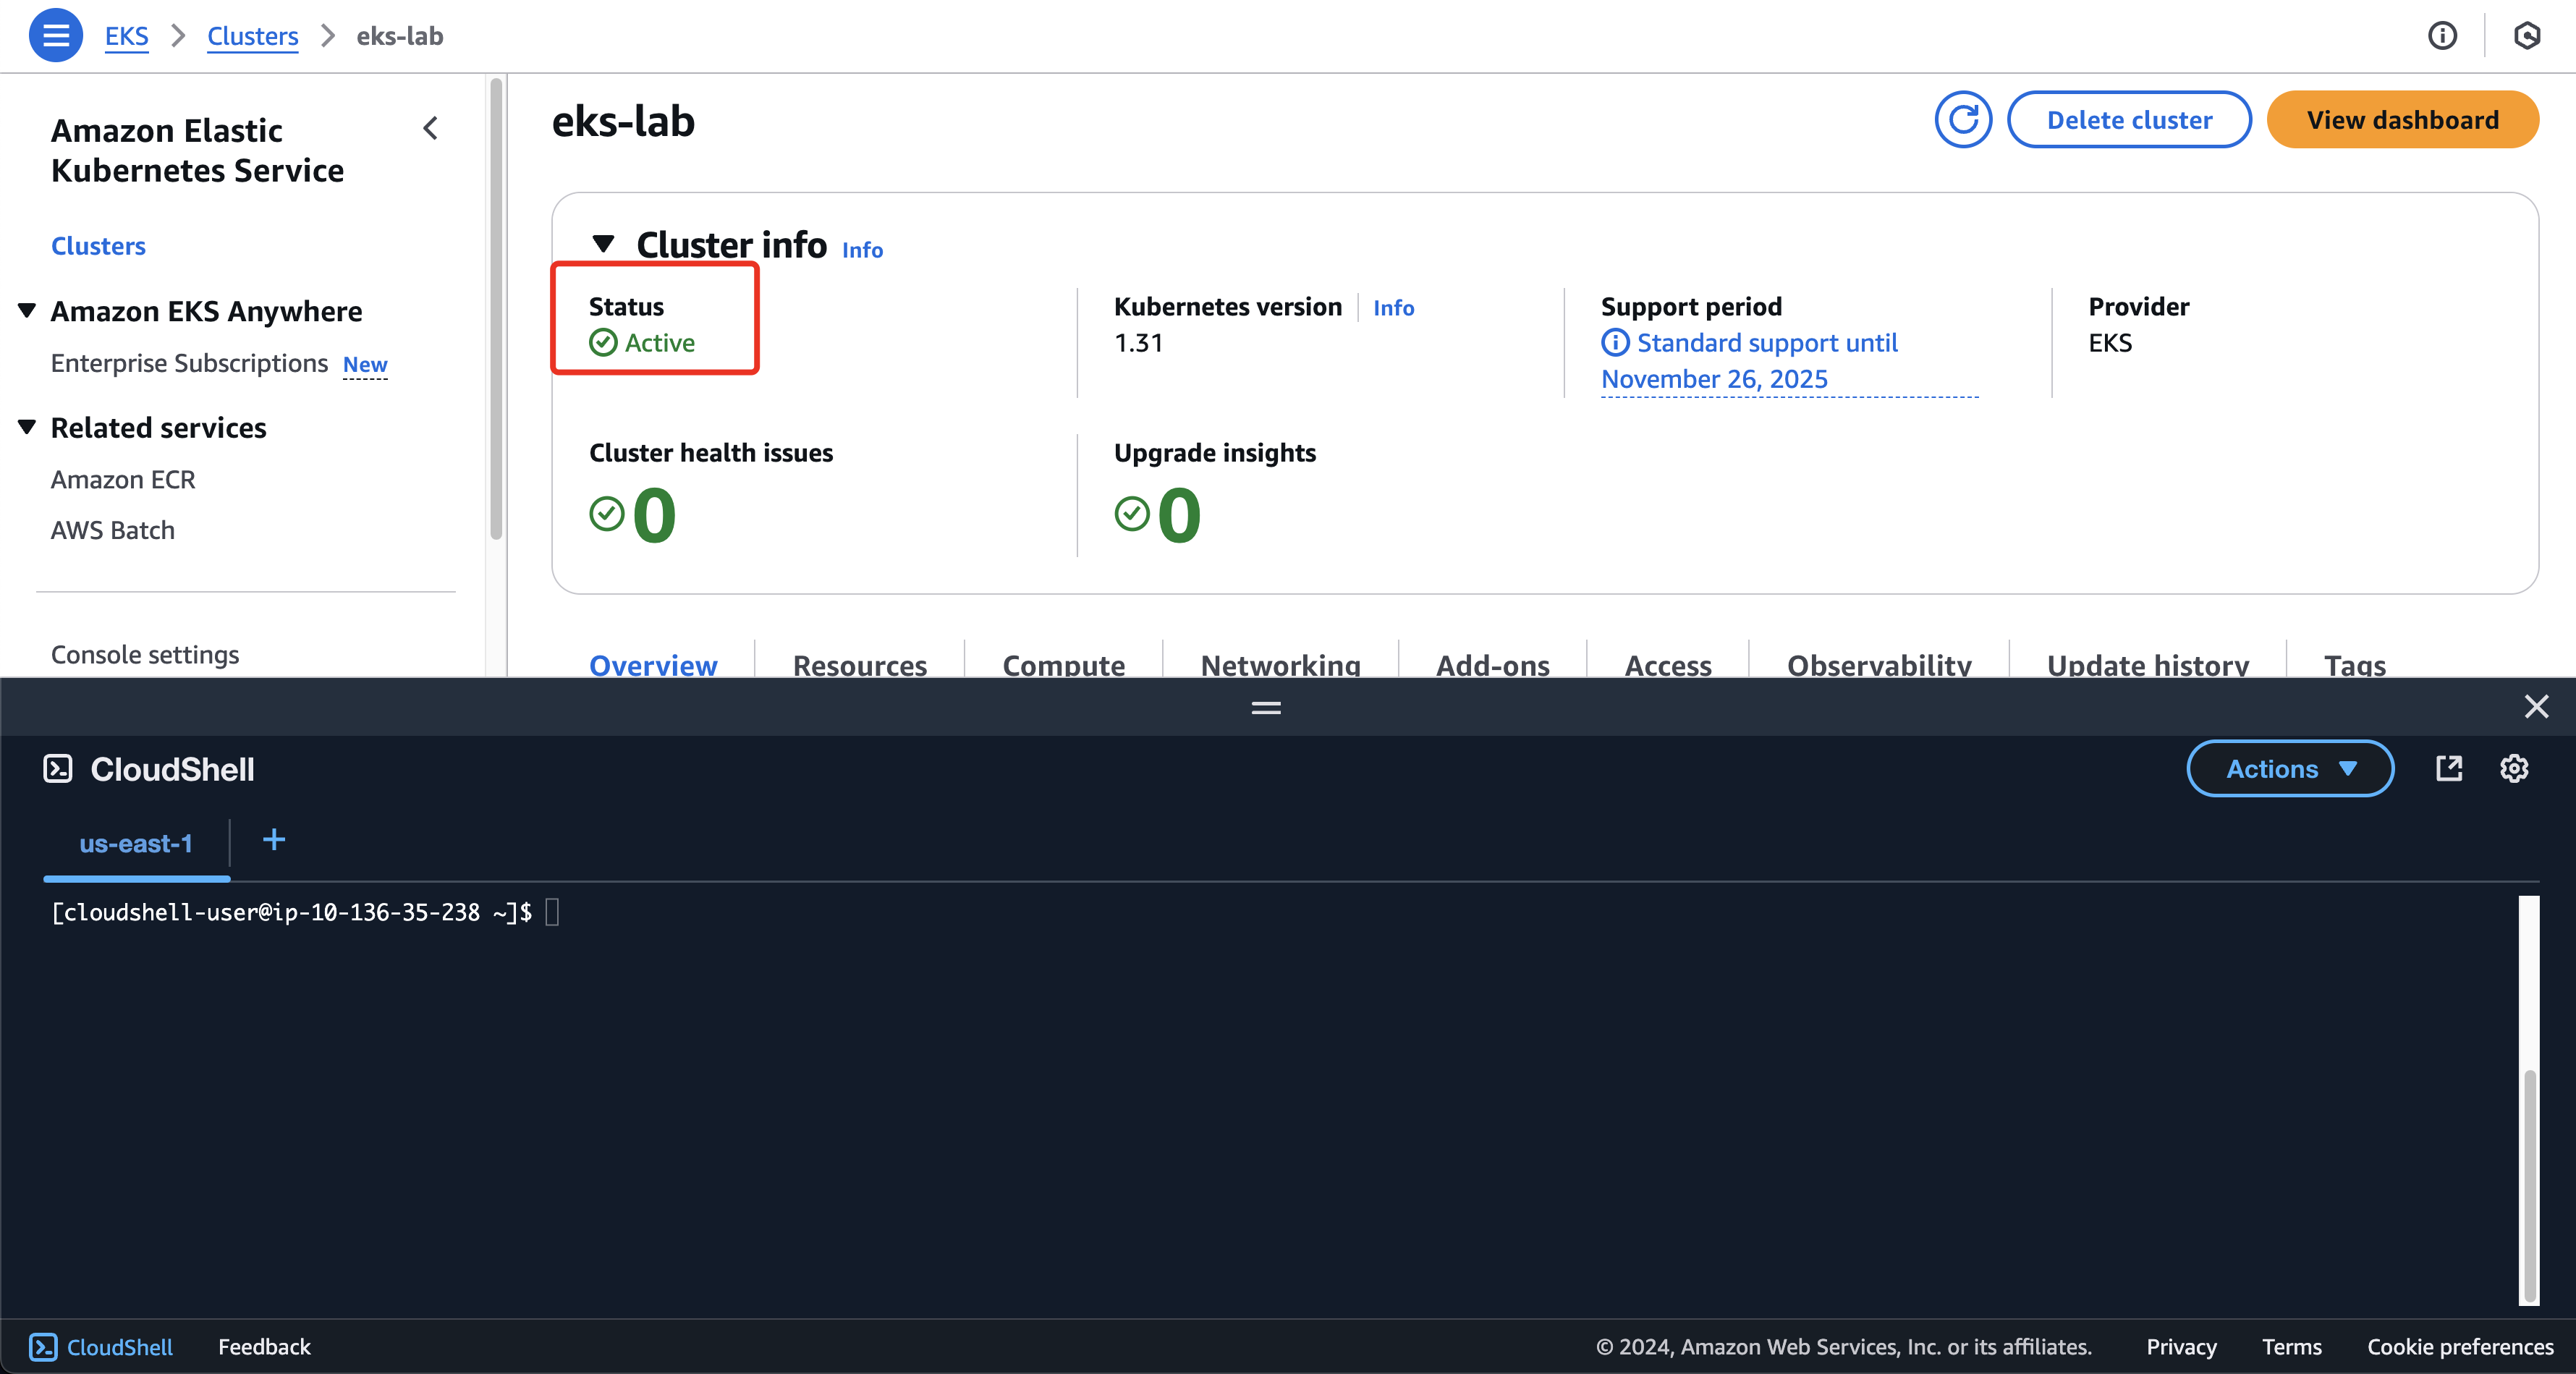 EKS > Clusters > eks-lab
Amazon Elastic
Kubernetes Service
Clusters
Amazon EKS Anywhere
Enterprise Subscriptions New
Related services
Amazon ECR
AWS Batch
Console settings
eks-lab
Delete cluster
View dashboard
Cluster info Info
Status
Active
Kubernetes version Info
1.31
Support period
Standard support until
November 26, 2025
Provider
EKS
Cluster health issues
0
Upgrade insights
0
Overview Resources Compute Networking Add-ons Access Observability Update history Tags
CloudShell
Actions
us-east-1 +
[cloudshell-user@ip-10-136-35-238 ~]$
CloudShell Feedback © 2024, Amazon Web Services, Inc. or its affiliates. Privacy Terms Cookie preferences